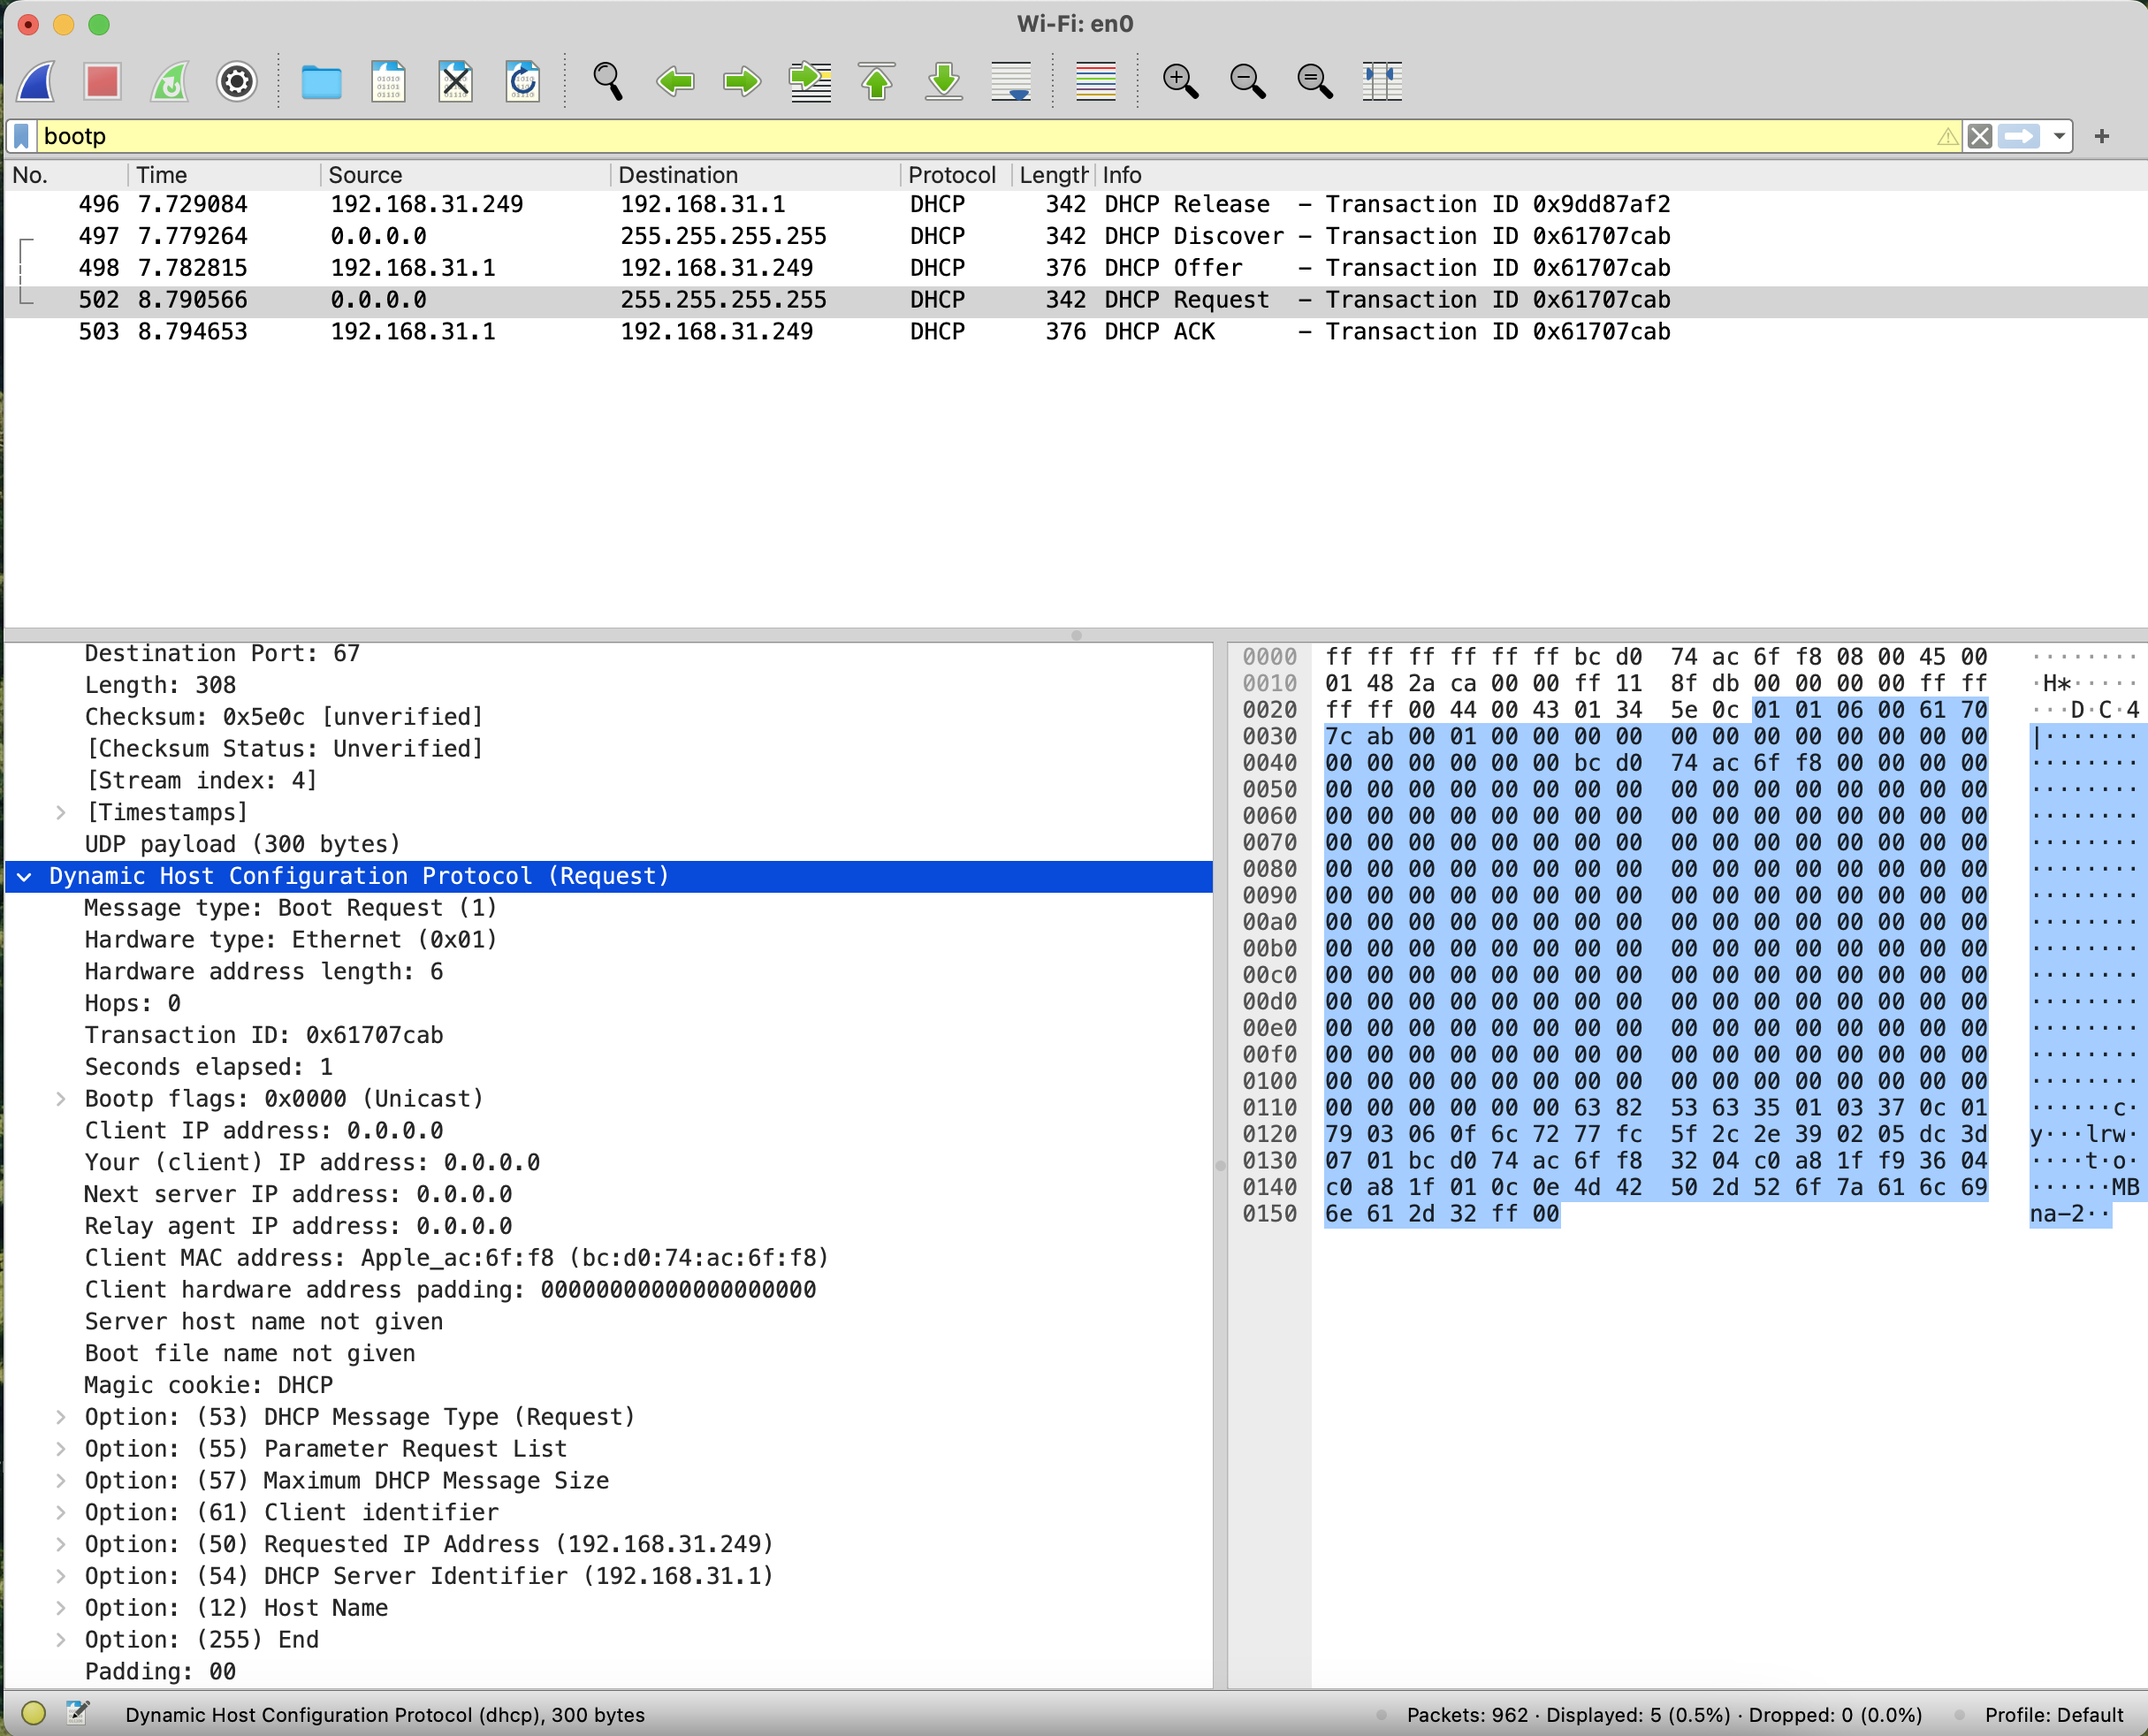 Wi-Fi: en0
bootp
No. Time Source Destination Protocol Length Info
496 7.729084 192.168.31.249 192.168.31.1 DHCP 342 DHCP Release – Transaction ID 0x9dd87af2
497 7.779264 0.0.0.0 255.255.255.255 DHCP 342 DHCP Discover – Transaction ID 0x61707cab
498 7.782815 192.168.31.1 192.168.31.249 DHCP 376 DHCP Offer – Transaction ID 0x61707cab
502 8.790566 0.0.0.0 255.255.255.255 DHCP 342 DHCP Request – Transaction ID 0x61707cab
503 8.794653 192.168.31.1 192.168.31.249 DHCP 376 DHCP ACK – Transaction ID 0x61707cab
Destination Port: 67
Length: 308
Checksum: 0x5e0c [unverified]
[Checksum Status: Unverified]
[Stream index: 4]
[Timestamps]
UDP payload (300 bytes)
Dynamic Host Configuration Protocol (Request)
Message type: Boot Request (1)
Hardware type: Ethernet (0x01)
Hardware address length: 6
Hops: 0
Transaction ID: 0x61707cab
Seconds elapsed: 1
Bootp flags: 0x0000 (Unicast)
Client IP address: 0.0.0.0
Your (client) IP address: 0.0.0.0
Next server IP address: 0.0.0.0
Relay agent IP address: 0.0.0.0
Client MAC address: Apple_ac:6f:f8 (bc:d0:74:ac:6f:f8)
Client hardware address padding: 00000000000000000000
Server host name not given
Boot file name not given
Magic cookie: DHCP
Option: (53) DHCP Message Type (Request)
Option: (55) Parameter Request List
Option: (57) Maximum DHCP Message Size
Option: (61) Client identifier
Option: (50) Requested IP Address (192.168.31.249)
Option: (54) DHCP Server Identifier (192.168.31.1)
Option: (12) Host Name
Option: (255) End
Padding: 00
0000 ff ff ff ff ff ff bc d0 74 ac 6f f8 08 00 45 00 ········
0010 01 48 2a ca 00 00 ff 11 8f db 00 00 00 00 ff ff ·H*·····
0020 ff ff 00 44 00 43 01 34 5e 0c 01 01 06 00 61 70 ···D·C·4
0030 7c ab 00 01 00 00 00 00 00 00 00 00 00 00 00 00 |·······
0040 00 00 00 00 00 00 bc d0 74 ac 6f f8 00 00 00 00 ········
0050 00 00 00 00 00 00 00 00 00 00 00 00 00 00 00 00 ········
0060 00 00 00 00 00 00 00 00 00 00 00 00 00 00 00 00 ········
0070 00 00 00 00 00 00 00 00 00 00 00 00 00 00 00 00 ········
0080 00 00 00 00 00 00 00 00 00 00 00 00 00 00 00 00 ········
0090 00 00 00 00 00 00 00 00 00 00 00 00 00 00 00 00 ········
00a0 00 00 00 00 00 00 00 00 00 00 00 00 00 00 00 00 ········
00b0 00 00 00 00 00 00 00 00 00 00 00 00 00 00 00 00 ········
00c0 00 00 00 00 00 00 00 00 00 00 00 00 00 00 00 00 ········
00d0 00 00 00 00 00 00 00 00 00 00 00 00 00 00 00 00 ········
00e0 00 00 00 00 00 00 00 00 00 00 00 00 00 00 00 00 ········
00f0 00 00 00 00 00 00 00 00 00 00 00 00 00 00 00 00 ········
0100 00 00 00 00 00 00 00 00 00 00 00 00 00 00 00 00 ········
0110 00 00 00 00 00 00 63 82 53 63 35 01 03 37 0c 01 ······c·
0120 79 03 06 0f 6c 72 77 fc 5f 2c 2e 39 02 05 dc 3d y···lrw·
0130 07 01 bc d0 74 ac 6f f8 32 04 c0 a8 1f f9 36 04 ····t·o·
0140 c0 a8 1f 01 0c 0e 4d 42 50 2d 52 6f 7a 61 6c 69 ······MB
0150 6e 61 2d 32 ff 00 na-2··
Dynamic Host Configuration Protocol (dhcp), 300 bytes
Packets: 962 · Displayed: 5 (0.5%) · Dropped: 0 (0.0%)
Profile: Default